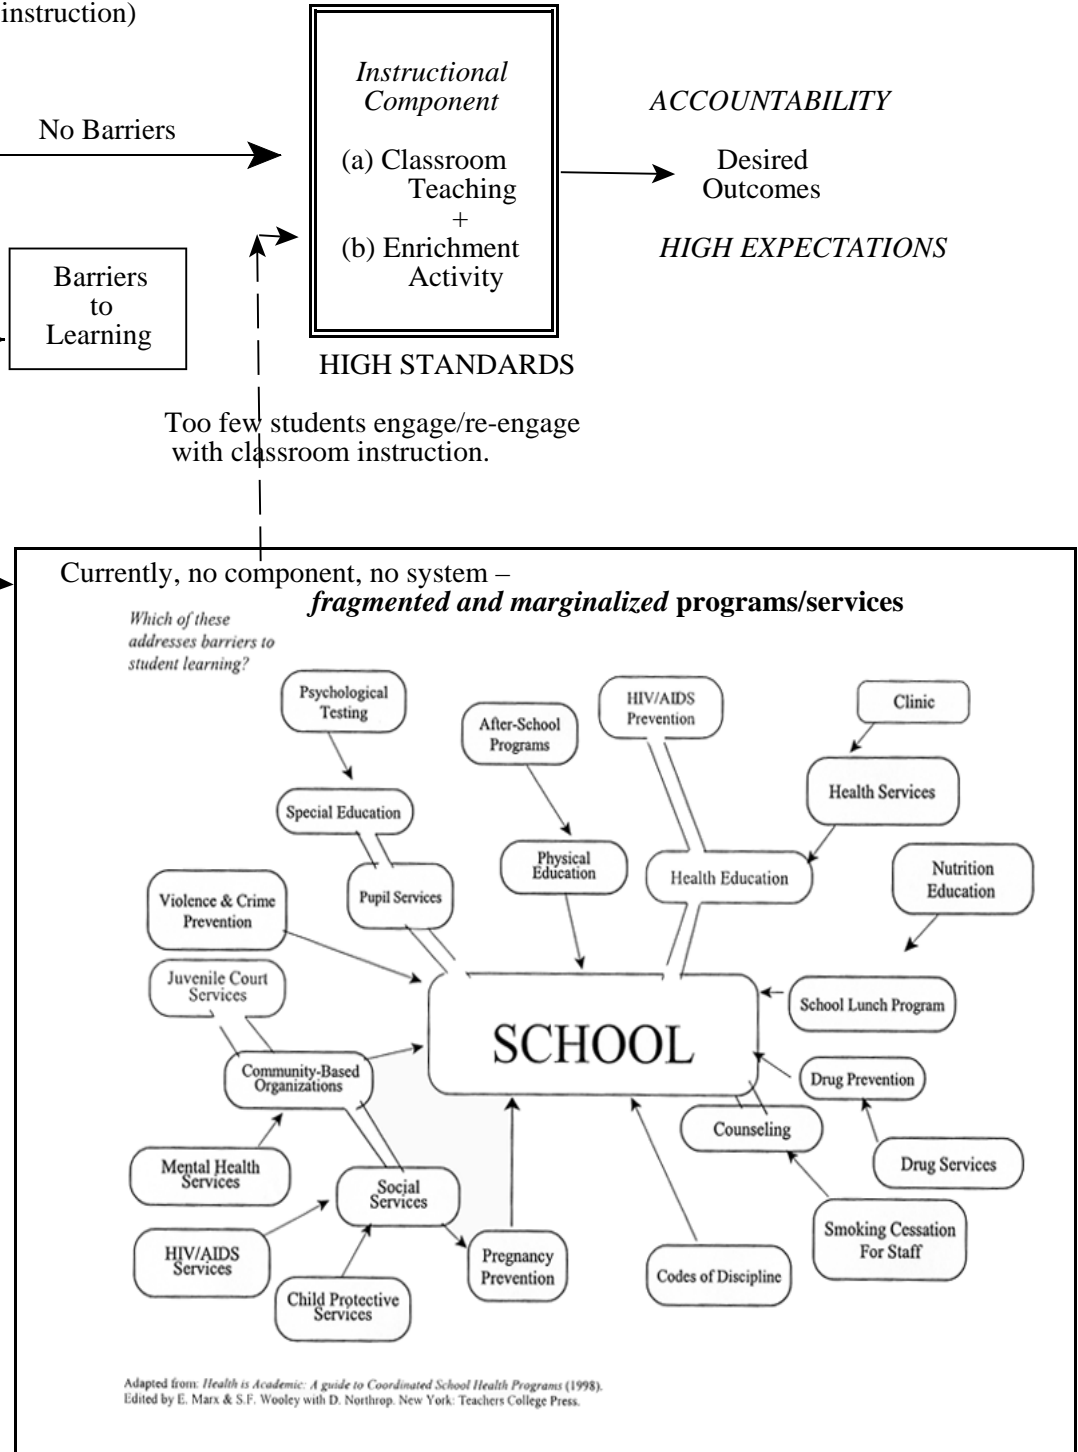 instruction)
Instructional
Component
(a) Classroom
Teaching
+
(b) Enrichment
Activity
No Barriers
ACCOUNTABILITY
Desired
Outcomes
HIGH EXPECTATIONS
Barriers
to
Learning
HIGH STANDARDS
Too few students engage/re-engage
with classroom instruction.
Currently, no component, no system –
fragmented and marginalized programs/services
Which of these
addresses barriers to
student learning?
Psychological
Testing
After-School
Programs
HIV/AIDS
Prevention
Clinic
Special Education
Health Services
Physical
Education
Health Education
Nutrition
Education
Violence & Crime
Prevention
Pupil Services
Juvenile Court
Services
School Lunch Program
SCHOOL
Community-Based
Organizations
Drug Prevention
Counseling
Mental Health
Services
Social
Services
Drug Services
HIV/AIDS
Services
Pregnancy
Prevention
Smoking Cessation
For Staff
Codes of Discipline
Child Protective
Services
Adapted from: Health is Academic: A guide to Coordinated School Health Programs (1998).
Edited by E. Marx & S.F. Wooley with D. Northrop. New York: Teachers College Press.